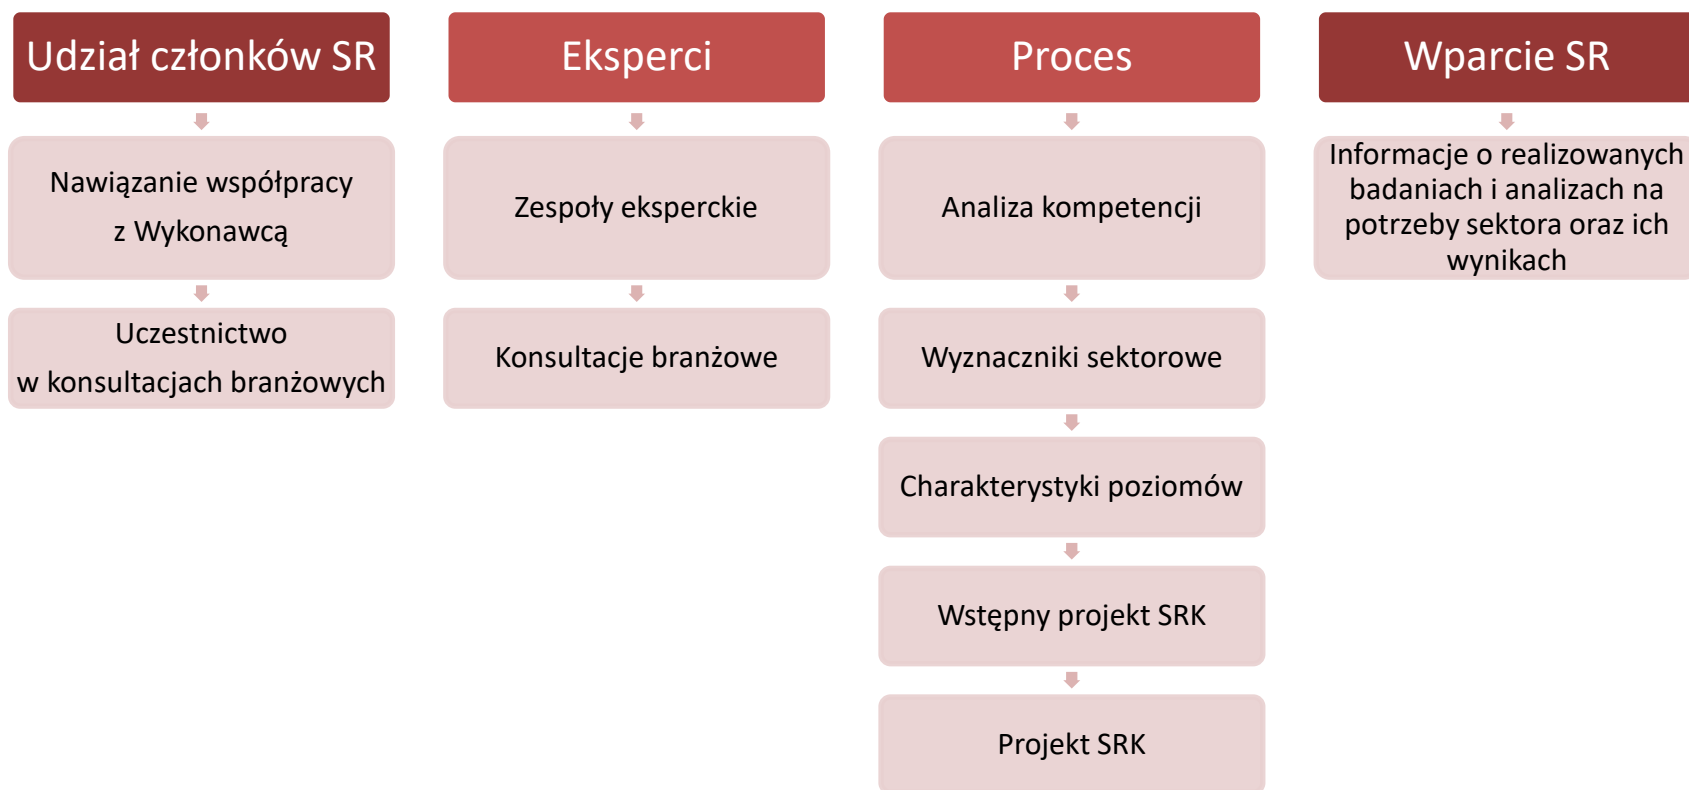 Udział członków SR
Nawiązanie współpracy
z Wykonawcą
Uczestnictwo
w konsultacjach branżowych
Eksperci
Zespoły eksperckie
Konsultacje branżowe
Proces
Analiza kompetencji
Wyznaczniki sektorowe
Charakterystyki poziomów
Wstępny projekt SRK
Projekt SRK
Wparcie SR
Informacje o realizowanych
badaniach i analizach na
potrzeby sektora oraz ich
wynikach